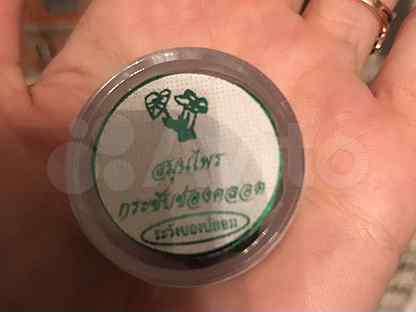 สมุนไพร
กระชับช่องคลอด
ระวังของปลอม
Avito